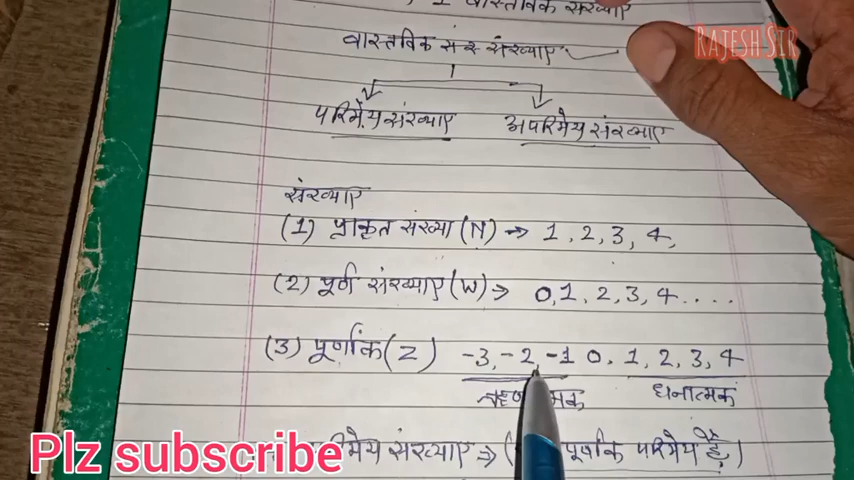 1 वास्तविक संख्याएं
RAJESH SIR
वास्तविक संख्याएं
परिमेय संख्याएं अपरिमेय संख्याएं
संख्याएं
(1) प्राकृत संख्या (N) → 1, 2, 3, 4,
(2) पूर्ण संख्याएं (W) → 0, 1, 2, 3, 4 ....
(3) पूर्णांक (Z) -3, -2, -1 0, 1, 2, 3, 4
धनात्मक
संख्याएं ⇒ ( पूर्णांक परिमेय हैं )
Plz subscribe